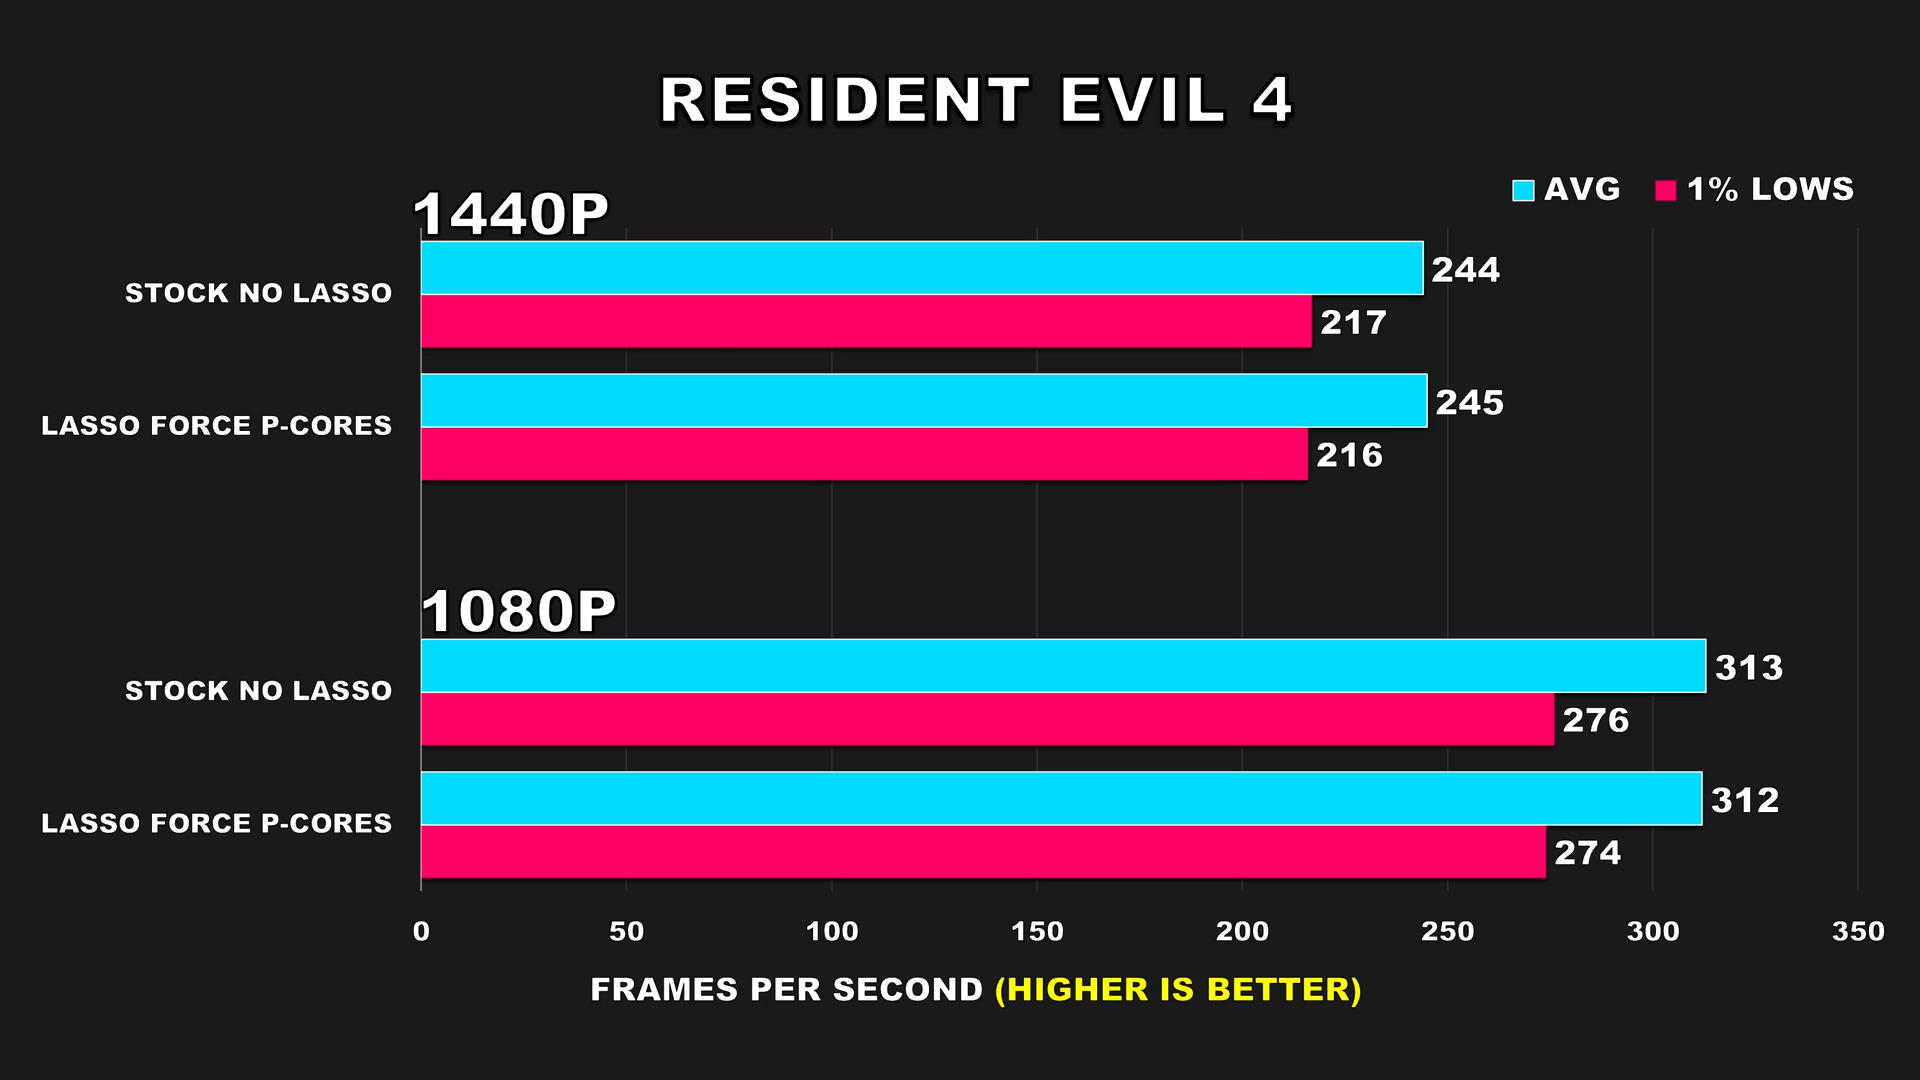 RESIDENT EVIL 4
AVG 1% LOWS
1440P
STOCK NO LASSO
244
217
LASSO FORCE P-CORES
245
216
1080P
STOCK NO LASSO
313
276
LASSO FORCE P-CORES
312
274
0 50 100 150 200 250 300 350
FRAMES PER SECOND (HIGHER IS BETTER)